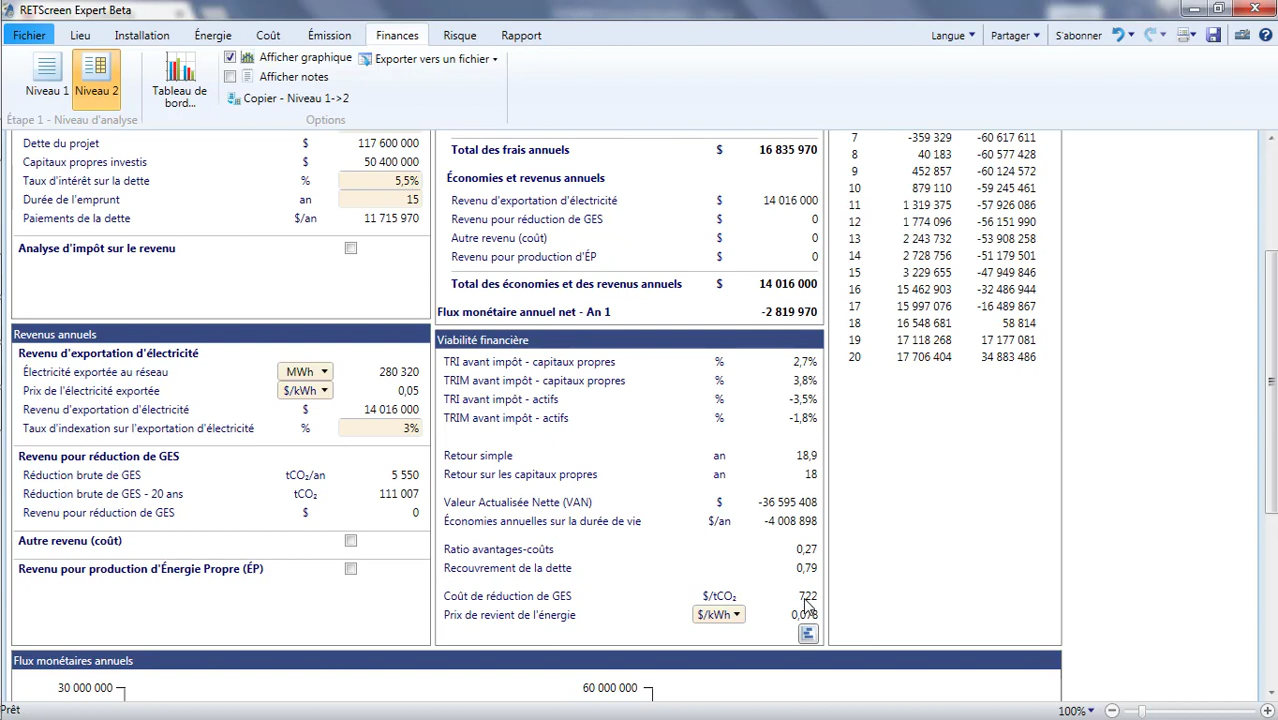 RETScreen Expert Beta
Fichier Lieu Installation Énergie Coût Émission Finances Risque Rapport Langue Partager S'abonner
Niveau 1 Niveau 2 Tableau de bord...
Afficher graphique Exporter vers un fichier
Afficher notes
Copier - Niveau 1->2
Étape 1 - Niveau d'analyse Options
Dette du projet $ 117 600 000
Capitaux propres investis $ 50 400 000
Taux d'intérêt sur la dette % 5,5%
Durée de l'emprunt an 15
Paiements de la dette $/an 11 715 970
Analyse d'impôt sur le revenu
Revenus annuels
Revenu d'exportation d'électricité
Électricité exportée au réseau MWh 280 320
Prix de l'électricité exportée $/kWh 0,05
Revenu d'exportation d'électricité $ 14 016 000
Taux d'indexation sur l'exportation d'électricité % 3%
Revenu pour réduction de GES
Réduction brute de GES tCO₂/an 5 550
Réduction brute de GES - 20 ans tCO₂ 111 007
Revenu pour réduction de GES $ 0
Autre revenu (coût)
Revenu pour production d'Énergie Propre (ÉP)
Total des frais annuels $ 16 835 970
Économies et revenus annuels
Revenu d'exportation d'électricité $ 14 016 000
Revenu pour réduction de GES $ 0
Autre revenu (coût) $ 0
Revenu pour production d'ÉP $ 0
Total des économies et des revenus annuels $ 14 016 000
Flux monétaire annuel net - An 1 -2 819 970
Viabilité financière
TRI avant impôt - capitaux propres % 2,7%
TRIM avant impôt - capitaux propres % 3,8%
TRI avant impôt - actifs % -3,5%
TRIM avant impôt - actifs % -1,8%
Retour simple an 18,9
Retour sur les capitaux propres an 18
Valeur Actualisée Nette (VAN) $ -36 595 408
Économies annuelles sur la durée de vie $/an -4 008 898
Ratio avantages-coûts 0,27
Recouvrement de la dette 0,79
Coût de réduction de GES $/tCO₂ 722
Prix de revient de l'énergie $/kWh 0,078
7 -359 329 -60 617 611
8 40 183 -60 577 428
9 452 857 -60 124 572
10 879 110 -59 245 461
11 1 319 375 -57 926 086
12 1 774 096 -56 151 990
13 2 243 732 -53 908 258
14 2 728 756 -51 179 501
15 3 229 655 -47 949 846
16 15 462 903 -32 486 944
17 15 997 076 -16 489 867
18 16 548 681 58 814
19 17 118 268 17 177 081
20 17 706 404 34 883 486
Flux monétaires annuels
30 000 000 60 000 000
Prêt 100%